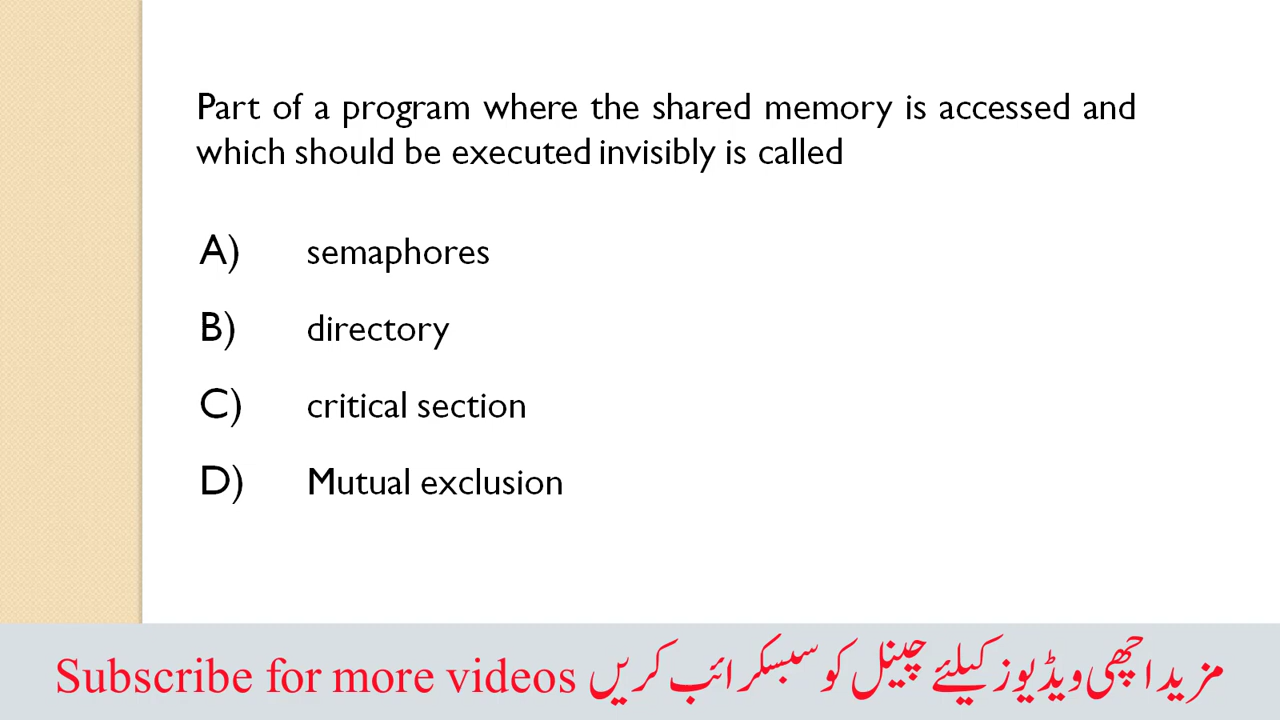 Part of a program where the shared memory is accessed and
which should be executed invisibly is called
A) semaphores
B) directory
C) critical section
D) Mutual exclusion
Subscribe for more videos مزید اچھی ویڈیوز کیلئے چینل کو سبسکرائب کریں